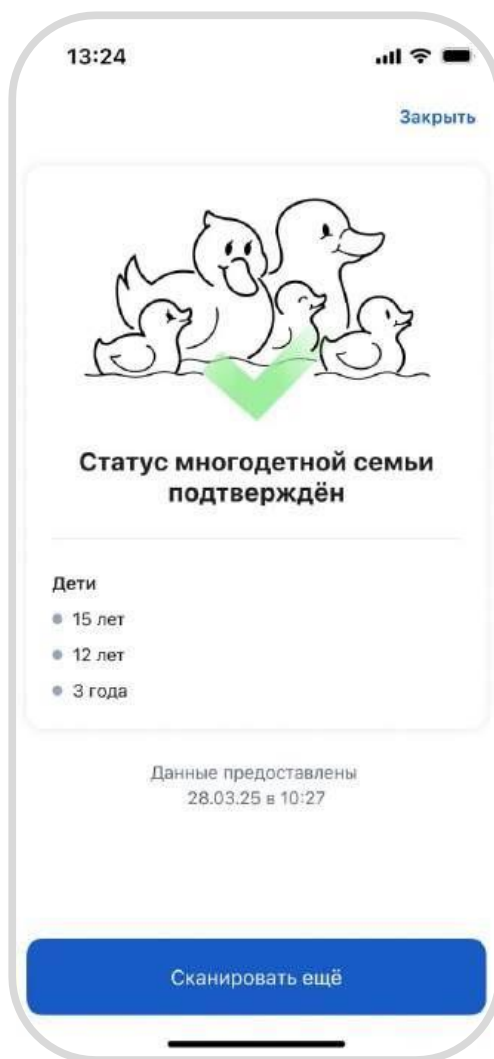 13:24
Закрыть
Статус многодетной семьи
подтверждён
Дети
15 лет
12 лет
3 года
Данные предоставлены
28.03.25 в 10:27
Сканировать ещё